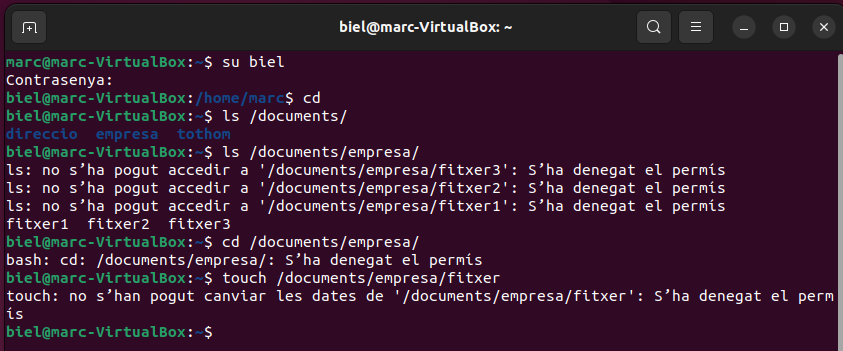 biel@marc-VirtualBox: ~
marc@marc-VirtualBox:~$ su biel
Contrasenya:
biel@marc-VirtualBox:/home/marc$ cd
biel@marc-VirtualBox:~$ ls /documents/
direccio  empresa  tothom
biel@marc-VirtualBox:~$ ls /documents/empresa/
ls: no s’ha pogut accedir a '/documents/empresa/fitxer3': S’ha denegat el permís
ls: no s’ha pogut accedir a '/documents/empresa/fitxer2': S’ha denegat el permís
ls: no s’ha pogut accedir a '/documents/empresa/fitxer1': S’ha denegat el permís
fitxer1  fitxer2  fitxer3
biel@marc-VirtualBox:~$ cd /documents/empresa/
bash: cd: /documents/empresa/: S’ha denegat el permís
biel@marc-VirtualBox:~$ touch /documents/empresa/fitxer
touch: no s’han pogut canviar les dates de '/documents/empresa/fitxer': S’ha denegat el perm
ís
biel@marc-VirtualBox:~$